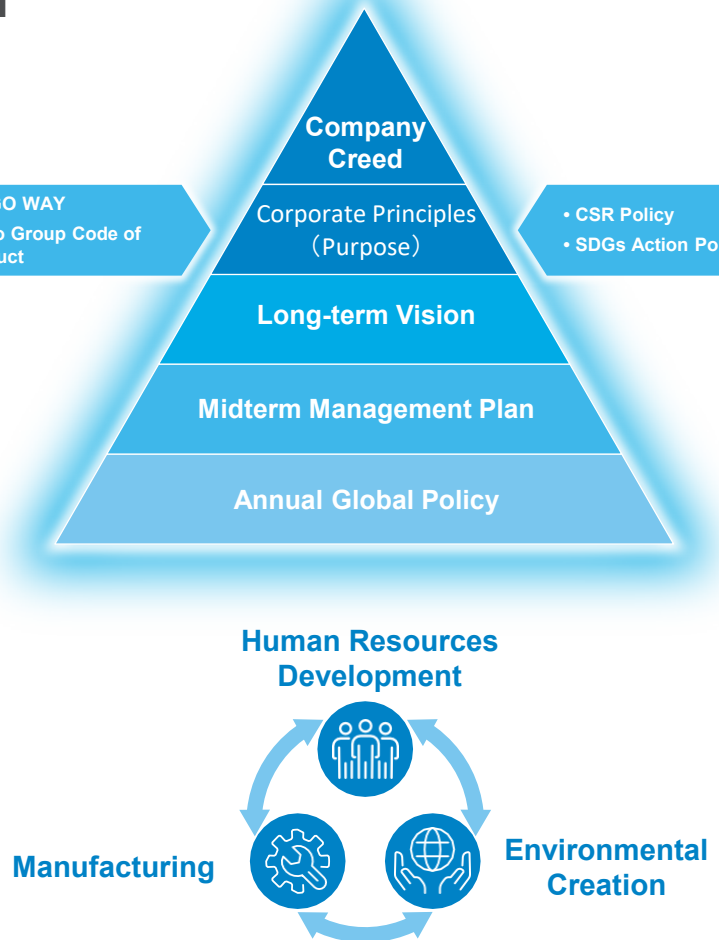 Company
Creed
Corporate Principles
（Purpose）
WAY
Group Code of
• CSR Policy
• SDGs Action
Long-term Vision
Midterm Management Plan
Annual Global Policy
Human Resources
Development
Manufacturing
Environmental
Creation